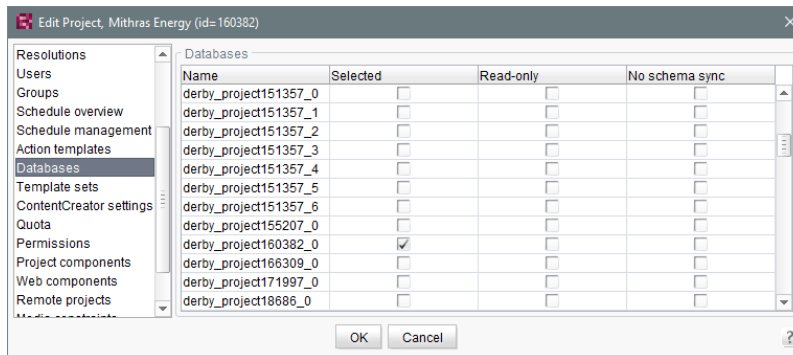 Edit Project, Mithras Energy (id=160382)
Resolutions
Users
Groups
Schedule overview
Schedule management
Action templates
Databases
Template sets
ContentCreator settings
Quota
Permissions
Project components
Web components
Remote projects
Databases
Name Selected Read-only No schema sync
derby_project151357_0
derby_project151357_1
derby_project151357_2
derby_project151357_3
derby_project151357_4
derby_project151357_5
derby_project151357_6
derby_project155207_0
derby_project160382_0
derby_project166309_0
derby_project171997_0
derby_project18686_0
OK Cancel
?